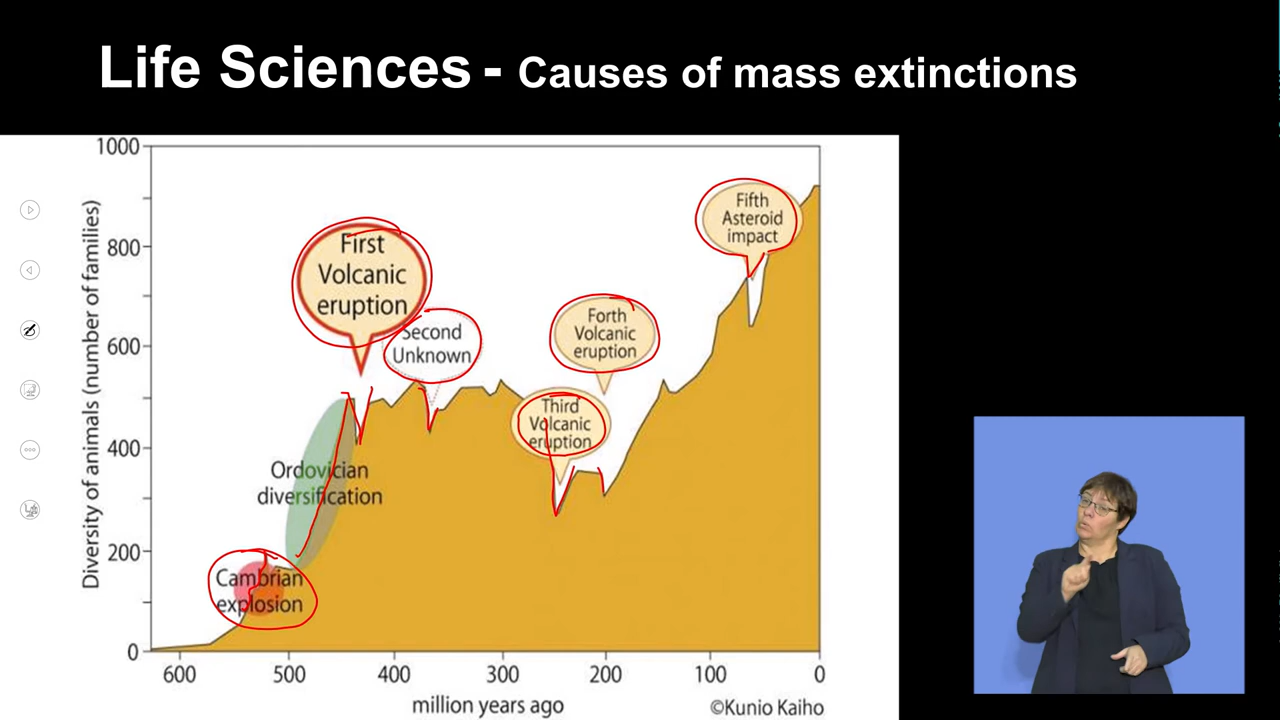 Life Sciences - Causes of mass extinctions
Diversity of animals (number of families)
1000
800
600
400
200
0
First
Volcanic
eruption
Second
Unknown
Forth
Volcanic
eruption
Third
Volcanic
eruption
Fifth
Asteroid
impact
Ordovician
diversification
Cambrian
explosion
600 500 400 300 200 100 0
million years ago
©Kunio Kaiho